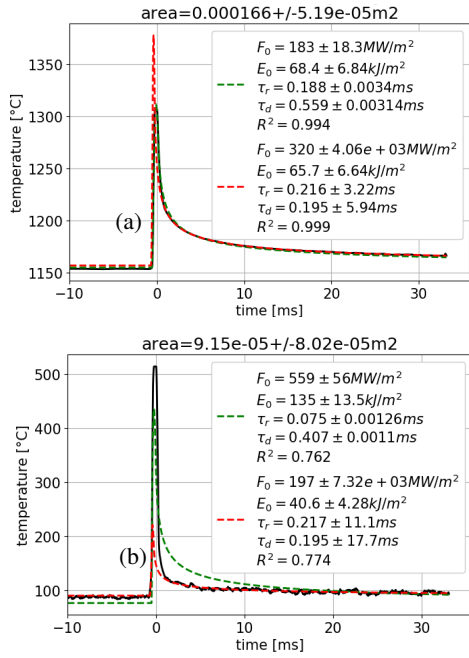 area=0.000166+/-5.19e-05m2
temperature [°C]
1350
1300
1250
1200
1150
(a)
F₀ = 183 ± 18.3MW/m²
E₀ = 68.4 ± 6.84kJ/m²
τᵣ = 0.188 ± 0.0034ms
τ_d = 0.559 ± 0.00314ms
R² = 0.994
F₀ = 320 ± 4.06e + 03MW/m²
E₀ = 65.7 ± 6.64kJ/m²
τᵣ = 0.216 ± 3.22ms
τ_d = 0.195 ± 5.94ms
R² = 0.999
−10 0 10 20 30
time [ms]
area=9.15e-05+/-8.02e-05m2
temperature [°C]
500
400
300
200
100
(b)
F₀ = 559 ± 56MW/m²
E₀ = 135 ± 13.5kJ/m²
τᵣ = 0.075 ± 0.00126ms
τ_d = 0.407 ± 0.0011ms
R² = 0.762
F₀ = 197 ± 7.32e + 03MW/m²
E₀ = 40.6 ± 4.28kJ/m²
τᵣ = 0.217 ± 11.1ms
τ_d = 0.195 ± 17.7ms
R² = 0.774
−10 0 10 20 30
time [ms]